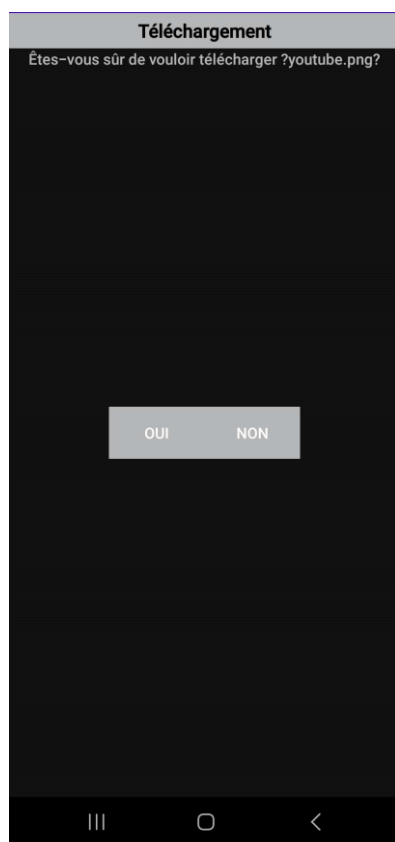 Téléchargement
Êtes-vous sûr de vouloir télécharger ?youtube.png?
OUI NON